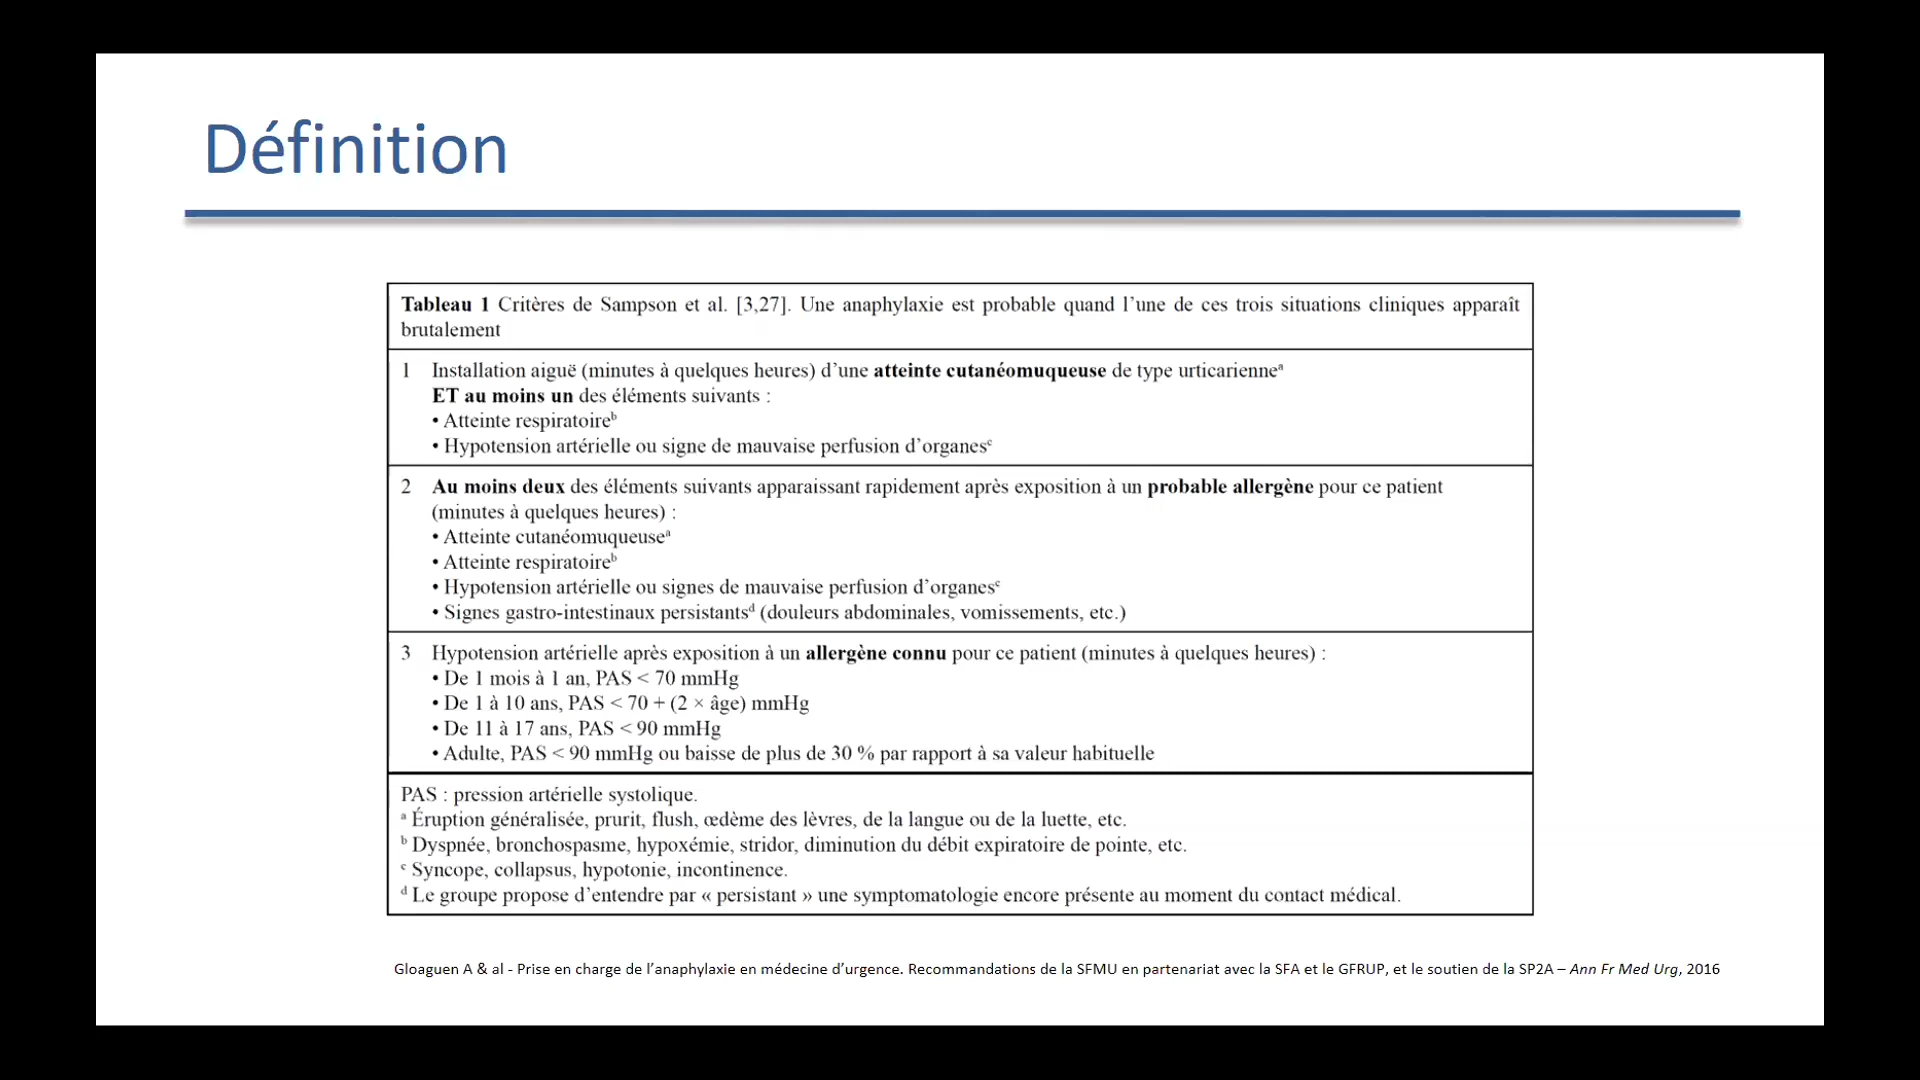 Définition
Tableau 1 Critères de Sampson et al. [3,27]. Une anaphylaxie est probable quand l’une de ces trois situations cliniques apparaît
brutalement
1 Installation aiguë (minutes à quelques heures) d’une atteinte cutanéomuqueuse de type urticarienneᵃ
ET au moins un des éléments suivants :
• Atteinte respiratoireᵇ
• Hypotension artérielle ou signe de mauvaise perfusion d’organesᶜ
2 Au moins deux des éléments suivants apparaissant rapidement après exposition à un probable allergène pour ce patient
(minutes à quelques heures) :
• Atteinte cutanéomuqueuseᵃ
• Atteinte respiratoireᵇ
• Hypotension artérielle ou signes de mauvaise perfusion d’organesᶜ
• Signes gastro-intestinaux persistantsᵈ (douleurs abdominales, vomissements, etc.)
3 Hypotension artérielle après exposition à un allergène connu pour ce patient (minutes à quelques heures) :
• De 1 mois à 1 an, PAS < 70 mmHg
• De 1 à 10 ans, PAS < 70 + (2 × âge) mmHg
• De 11 à 17 ans, PAS < 90 mmHg
• Adulte, PAS < 90 mmHg ou baisse de plus de 30 % par rapport à sa valeur habituelle
PAS : pression artérielle systolique.
ᵃ Éruption généralisée, prurit, flush, œdème des lèvres, de la langue ou de la luette, etc.
ᵇ Dyspnée, bronchospasme, hypoxémie, stridor, diminution du débit expiratoire de pointe, etc.
ᶜ Syncope, collapsus, hypotonie, incontinence.
ᵈ Le groupe propose d’entendre par « persistant » une symptomatologie encore présente au moment du contact médical.
Gloaguen A & al - Prise en charge de l’anaphylaxie en médecine d’urgence. Recommandations de la SFMU en partenariat avec la SFA et le GFRUP, et le soutien de la SP2A – Ann Fr Med Urg, 2016